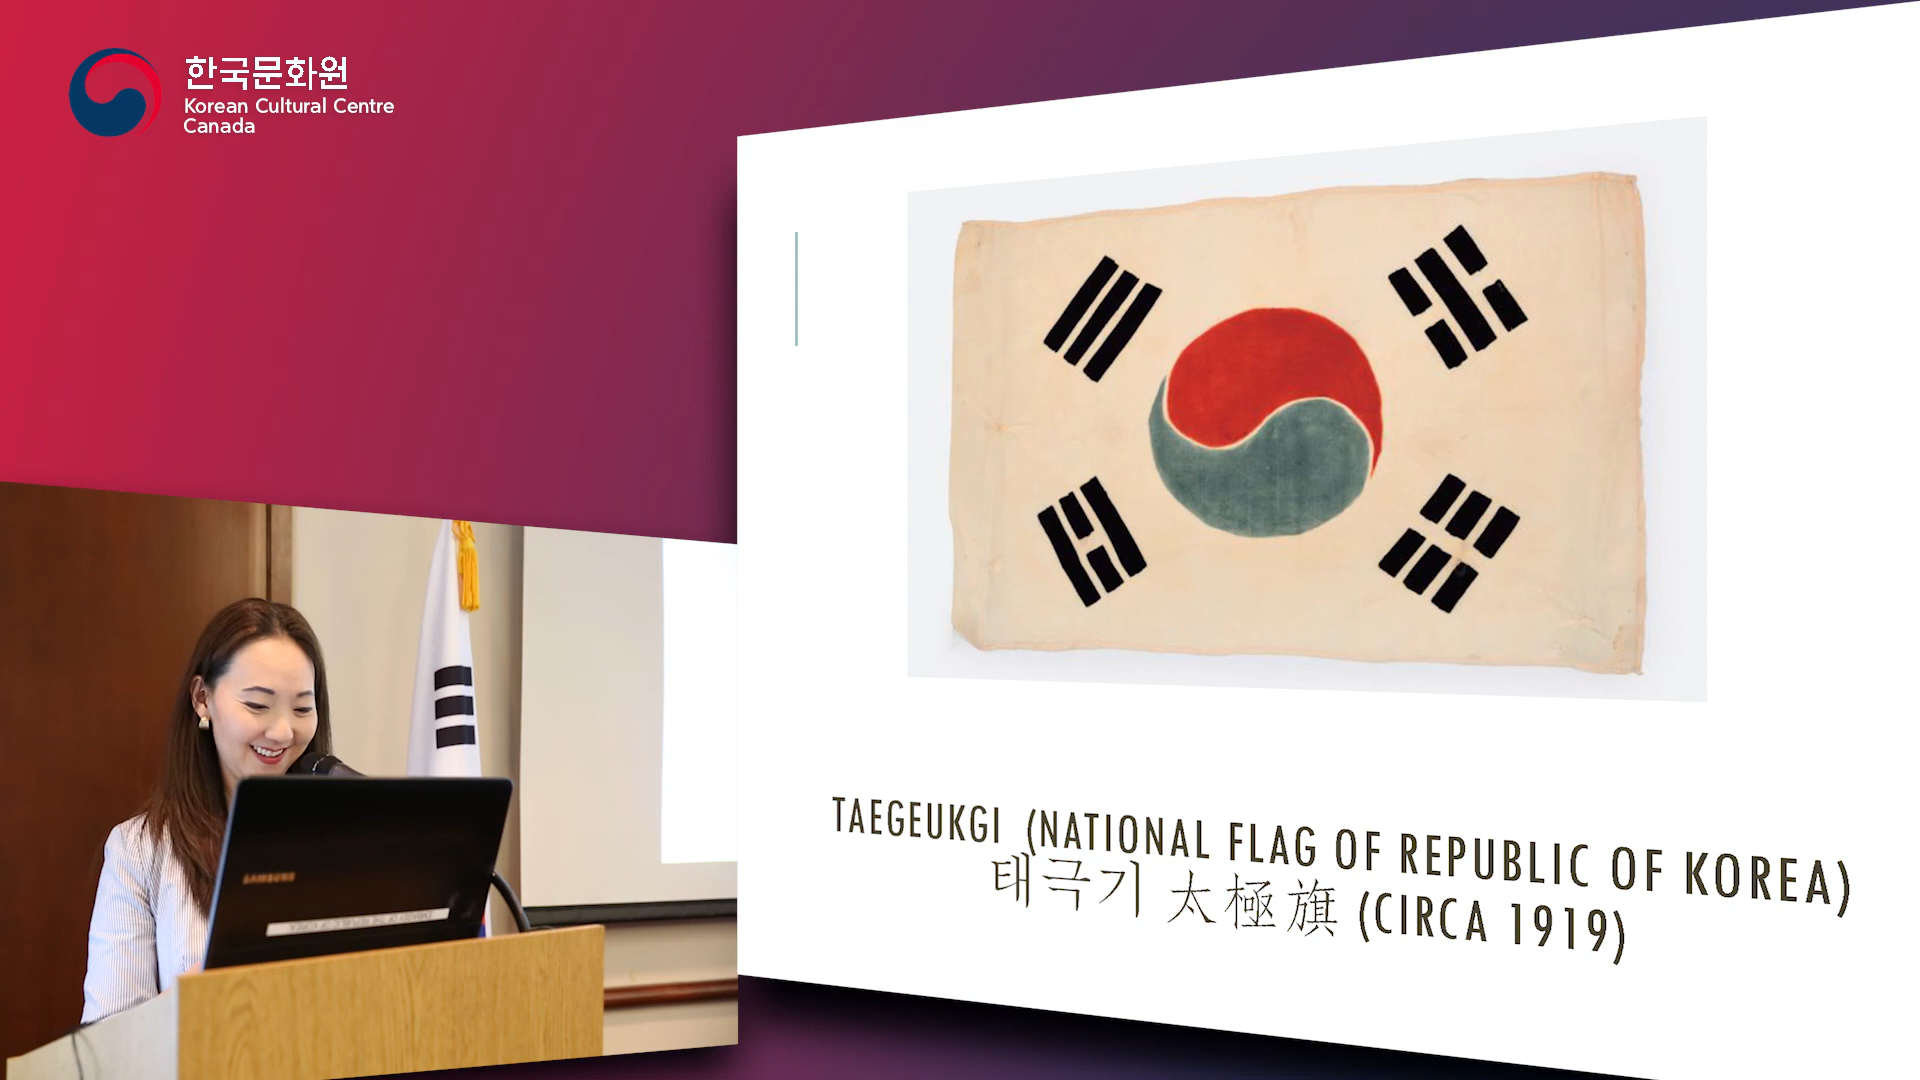 한국문화원
Korean Cultural Centre
Canada
TAEGEUKGI (NATIONAL FLAG OF REPUBLIC OF KOREA)
태극기 太極旗 (CIRCA 1919)
SAMSUNG